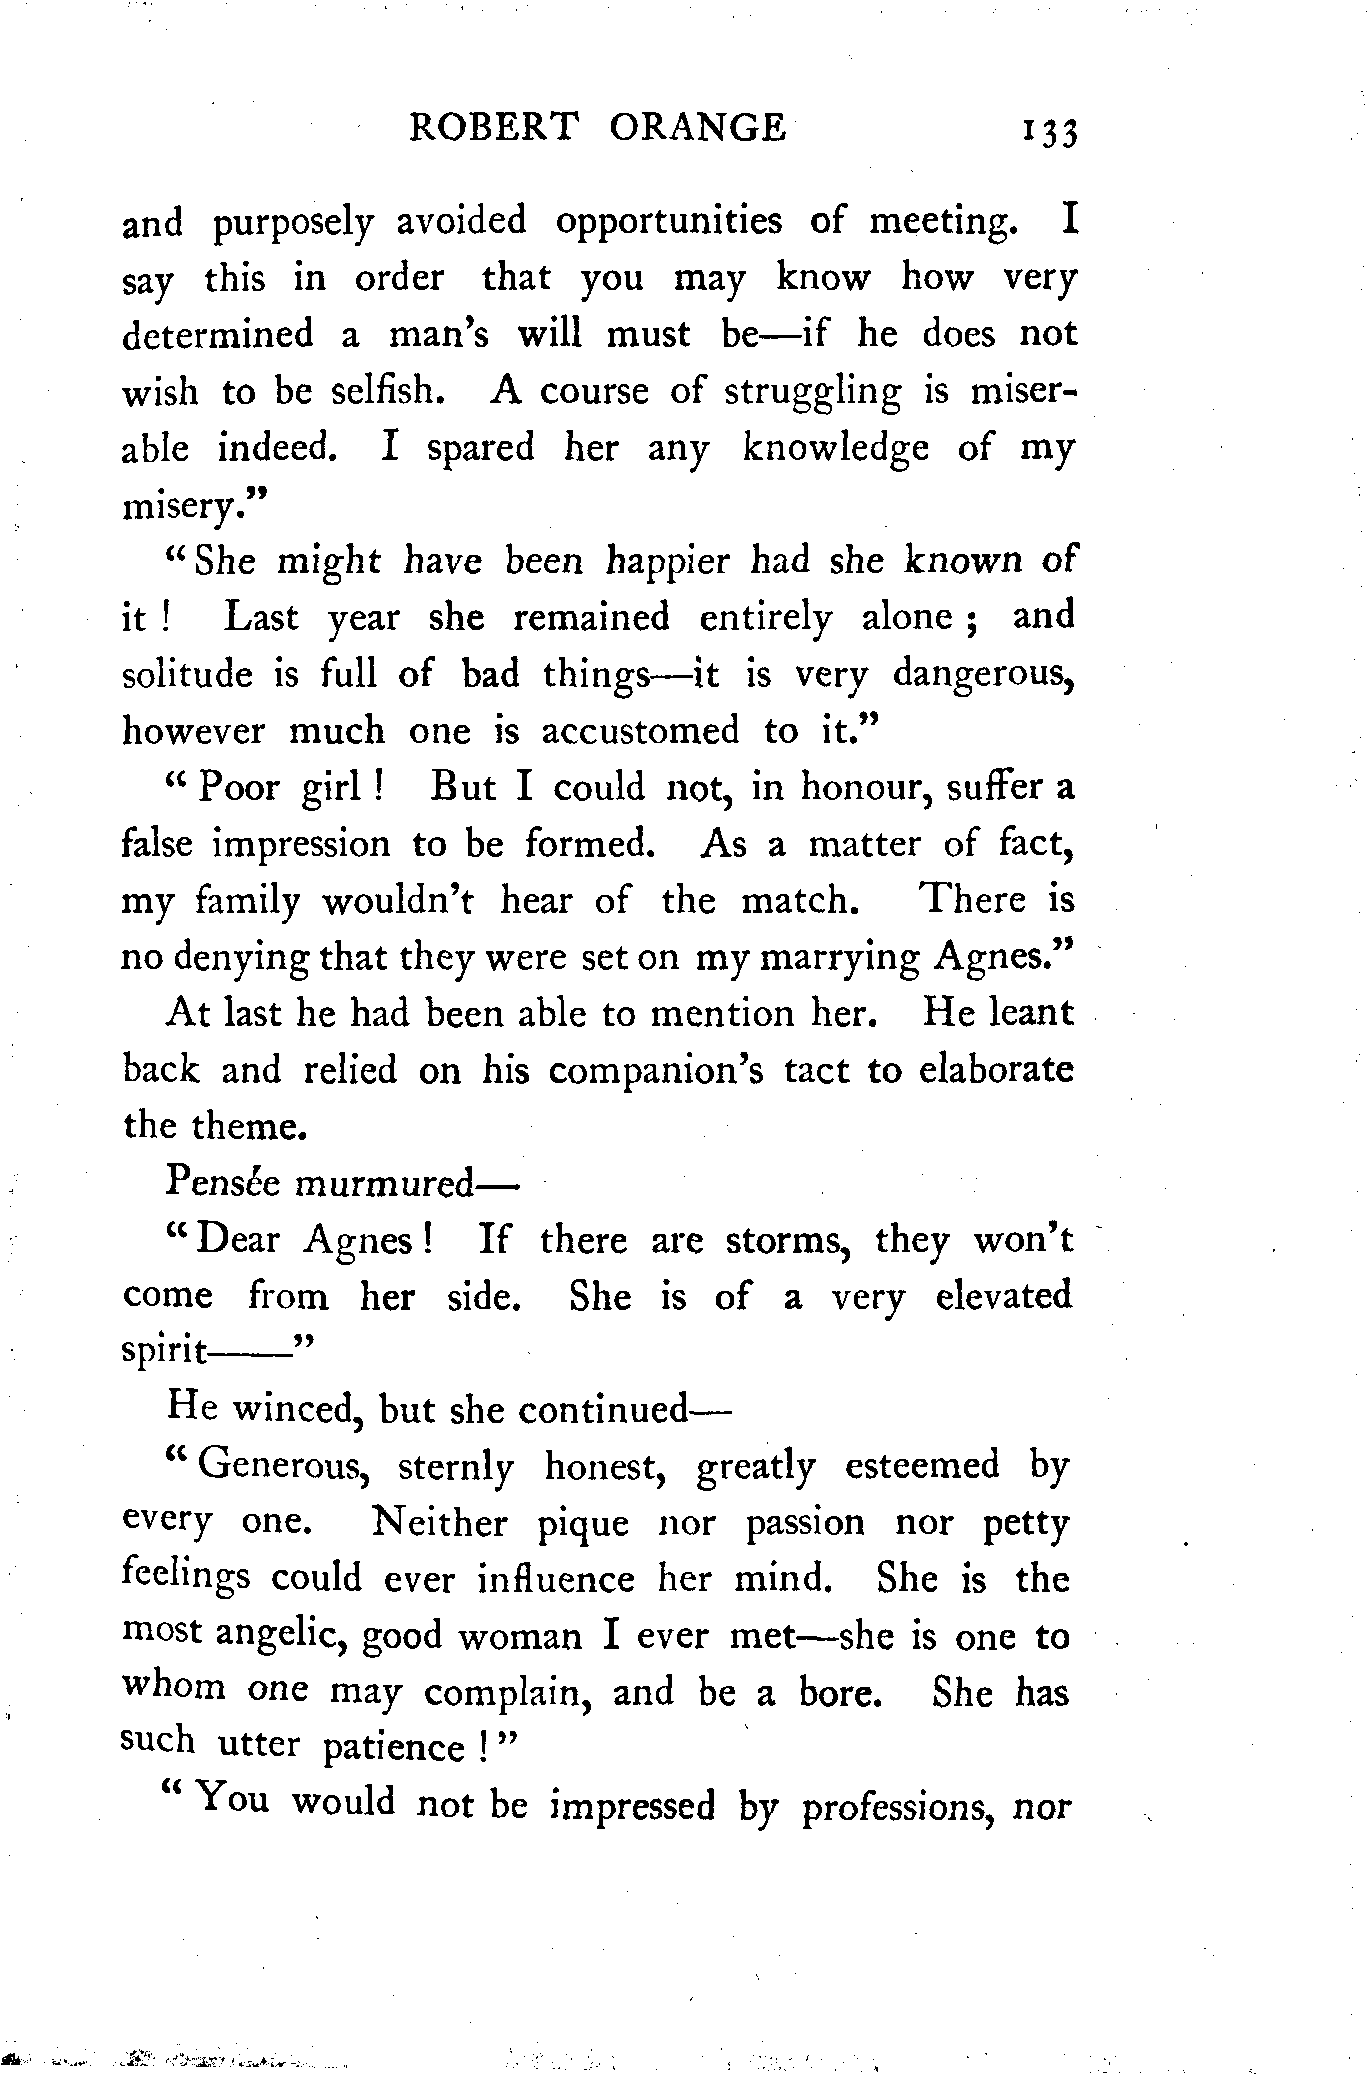 ROBERT ORANGE 133
and purposely avoided opportunities of meeting. I
say this in order that you may know how very
determined a man's will must be—if he does not
wish to be selfish. A course of struggling is miser-
able indeed. I spared her any knowledge of my
misery."
"She might have been happier had she known of
it! Last year she remained entirely alone; and
solitude is full of bad things—it is very dangerous,
however much one is accustomed to it."
"Poor girl! But I could not, in honour, suffer a
false impression to be formed. As a matter of fact,
my family wouldn't hear of the match. There is
no denying that they were set on my marrying Agnes."
At last he had been able to mention her. He leant
back and relied on his companion's tact to elaborate
the theme.
Pensée murmured—
"Dear Agnes! If there are storms, they won't
come from her side. She is of a very elevated
spirit——"
He winced, but she continued—
"Generous, sternly honest, greatly esteemed by
every one. Neither pique nor passion nor petty
feelings could ever influence her mind. She is the
most angelic, good woman I ever met—she is one to
whom one may complain, and be a bore. She has
such utter patience!"
"You would not be impressed by professions, nor